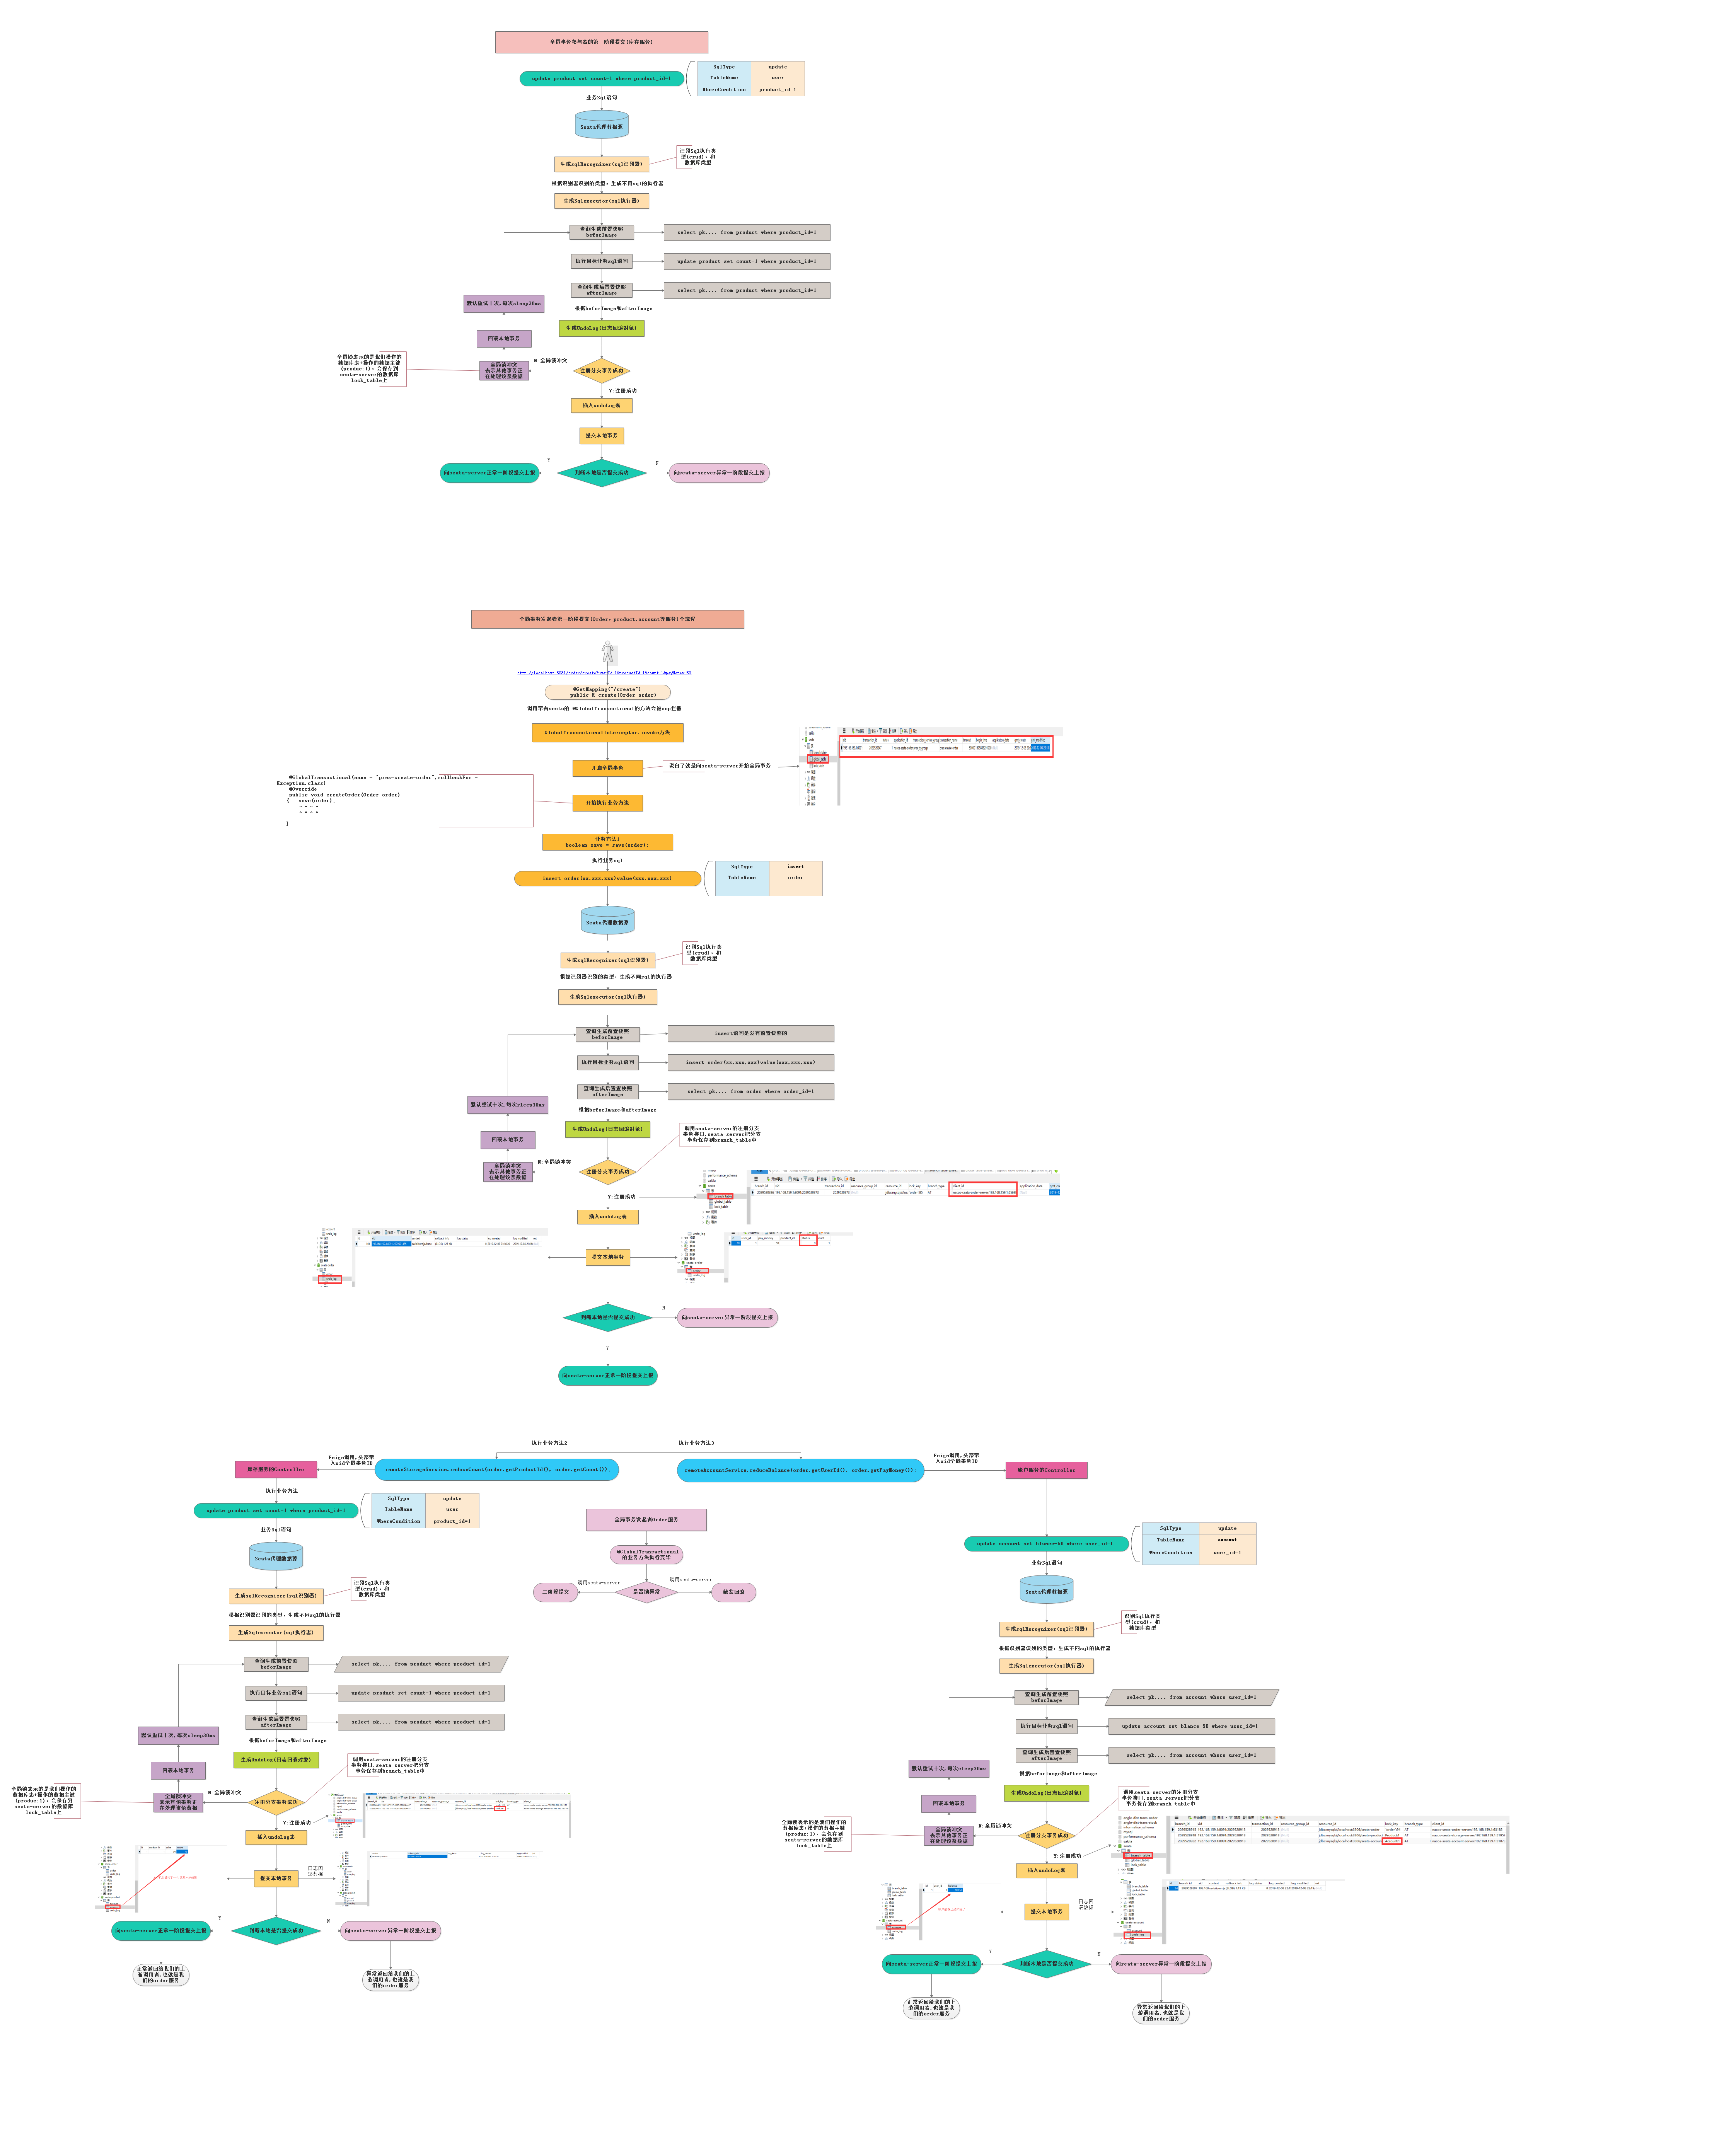 全局事务参与者的第一阶段提交(库存服务)
update product set count-1 where product_id=1
SqlType update
TableName user
WhereCondition product_id=1
业务Sql语句
Seata代理数据源
生成sqlRecognizer(sql识别器)
识别Sql执行类
型(crud)，和
数据库类型
根据识别器识别的类型，生成不同sql的执行器
生成Sqlexecutor(sql执行器)
查询生成前置快照
beforImage
select pk,... from product where product_id=1
执行目标业务sql语句
update product set count-1 where product_id=1
查询生成后置置快照
afterImage
select pk,... from product where product_id=1
默认重试十次,每次sleep30ms
根据beforImage和afterImage
生成UndoLog(日志回滚对象)
回滚本地事务
全局锁表示的是我们操作的
数据库表+操作的数据主键
(produc:1)，会保存到
seata-server的数据库
lock_table上
全局锁冲突
表示其他事务正
在处理该条数据
N:全局锁冲突
注册分支事务成功
Y:注册成功
插入undoLog表
提交本地事务
向seata-server正常一阶段提交上报
Y
判断本地是否提交成功
N
向seata-server异常一阶段提交上报
全局事务发起者第一阶段提交(Order，product,account等服务)全流程
@GetMapping("/create")
public R create(Order order)
调用带有seata的 @GlobalTransactional的方法会被aop拦截
GlobalTransactionalInterceptor.invoke方法
开启全局事务
说白了就是向seata-server开始全局事务
@GlobalTransactional(name = "prex-create-order",rollbackFor =
Exception.class)
@Override
public void createOrder(Order order)
{ save(order);
}
开始执行业务方法
业务方法1
boolean save = save(order);
执行业务sql
insert order(xx,xxx,xxx)value(xxx,xxx,xxx)
SqlType insert
TableName order
Seata代理数据源
生成sqlRecognizer(sql识别器)
识别Sql执行类
型(crud)，和
数据库类型
根据识别器识别的类型，生成不同sql的执行器
生成Sqlexecutor(sql执行器)
查询生成前置快照
beforImage
insert语句是没有前置快照的
执行目标业务sql语句
insert order(xx,xxx,xxx)value(xxx,xxx,xxx)
查询生成后置置快照
afterImage
select pk,... from order where order_id=1
默认重试十次,每次sleep30ms
根据beforImage和afterImage
生成UndoLog(日志回滚对象)
调用seata-server的注册分支
事务接口,seata-server把分支
事务保存到branch_table中
回滚本地事务
全局锁冲突
表示其他事务正
在处理该条数据
N:全局锁冲突
注册分支事务成功
Y:注册成功
插入undoLog表
提交本地事务
判断本地是否提交成功
N
向seata-server异常一阶段提交上报
Y
向seata-server正常一阶段提交上报
执行业务方法2
执行业务方法3
库存服务的Controller
Feign调用,头部带
入xid全局事务ID
remoteStorageService.reduceCount(order.getProductId(), order.getCount());
remoteAccountService.reduceBalance(order.getUserId(), order.getPayMoney());
Feign调用,头部带
入xid全局事务ID
账户服务的Controller
执行业务方法
update product set count-1 where product_id=1
SqlType update
TableName user
WhereCondition product_id=1
业务Sql语句
Seata代理数据源
生成sqlRecognizer(sql识别器)
识别Sql执行类
型(crud)，和
数据库类型
根据识别器识别的类型，生成不同sql的执行器
生成Sqlexecutor(sql执行器)
查询生成前置快照
beforImage
select pk,... from product where product_id=1
执行目标业务sql语句
update product set count-1 where product_id=1
查询生成后置置快照
afterImage
select pk,... from product where product_id=1
默认重试十次,每次sleep30ms
根据beforImage和afterImage
生成UndoLog(日志回滚对象)
调用seata-server的注册分支
事务接口,seata-server把分支
事务保存到branch_table中
回滚本地事务
全局锁表示的是我们操作的
数据库表+操作的数据主键
(produc:1)，会保存到
seata-server的数据库
lock_table上
全局锁冲突
表示其他事务正
在处理该条数据
N:全局锁冲突
注册分支事务成功
Y:注册成功
插入undoLog表
提交本地事务
日志回
滚数据
向seata-server正常一阶段提交上报
Y
判断本地是否提交成功
N
向seata-server异常一阶段提交上报
正常返回给我们的上
游调用者,也就是我
们的order服务
异常返回给我们的上
游调用者,也就是我
们的order服务
全局事务发起者Order服务
@GlobalTransactional
的业务方法执行完毕
调用seata-server
调用seata-server
二阶段提交
是否抛异常
触发回滚
update account set blance-50 where user_id=1
SqlType update
TableName account
WhereCondition user_id=1
业务Sql语句
Seata代理数据源
生成sqlRecognizer(sql识别器)
识别Sql执行类
型(crud)，和
数据库类型
根据识别器识别的类型，生成不同sql的执行器
生成Sqlexecutor(sql执行器)
查询生成前置快照
beforImage
select pk,... from account where user_id=1
执行目标业务sql语句
update account set blance-50 where user_id=1
查询生成后置置快照
afterImage
select pk,... from account where user_id=1
默认重试十次,每次sleep30ms
根据beforImage和afterImage
生成UndoLog(日志回滚对象)
调用seata-server的注册分支
事务接口,seata-server把分支
事务保存到branch_table中
回滚本地事务
全局锁表示的是我们操作的
数据库表+操作的数据主键
(produc:1)，会保存到
seata-server的数据库
lock_table上
全局锁冲突
表示其他事务正
在处理该条数据
N:全局锁冲突
注册分支事务成功
Y:注册成功
插入undoLog表
提交本地事务
日志回
滚数据
向seata-server正常一阶段提交上报
Y
判断本地是否提交成功
N
向seata-server异常一阶段提交上报
正常返回给我们的上
游调用者,也就是我
们的order服务
异常返回给我们的上
游调用者,也就是我
们的order服务